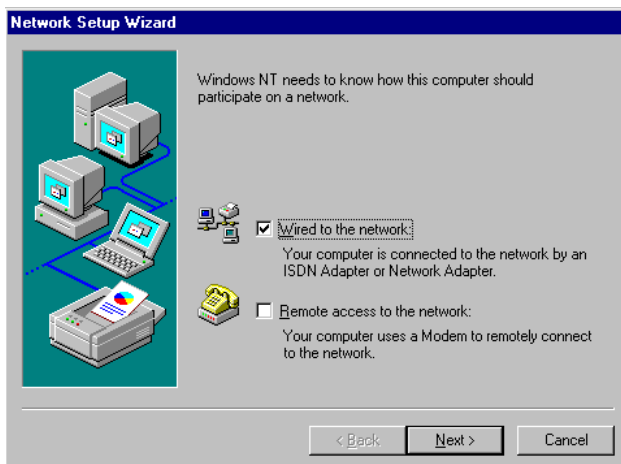 Network Setup Wizard
Windows NT needs to know how this computer should
participate on a network.
Wired to the network:
Your computer is connected to the network by an
ISDN Adapter or Network Adapter.
Remote access to the network:
Your computer uses a Modem to remotely connect
to the network.
< Back
Next >
Cancel